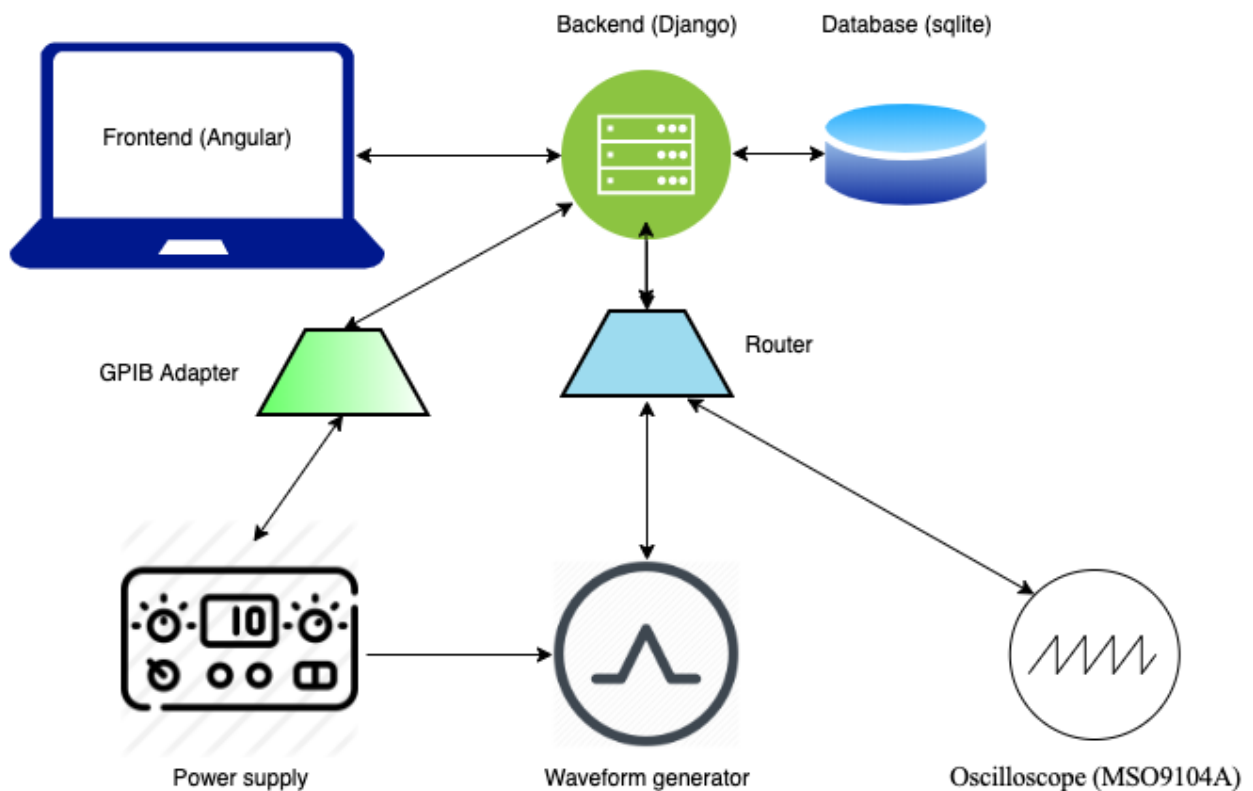 Backend (Django)
Database (sqlite)
Frontend (Angular)
Router
GPIB Adapter
10
Power supply
Waveform generator
Oscilloscope (MSO9104A)